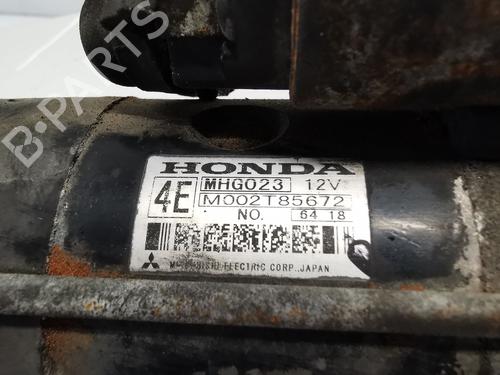 HONDA
4E MHG023 12V
M002T85672
NO. 64 18
MITSUBISHI ELECTRIC CORP., JAPAN
B-PARTS